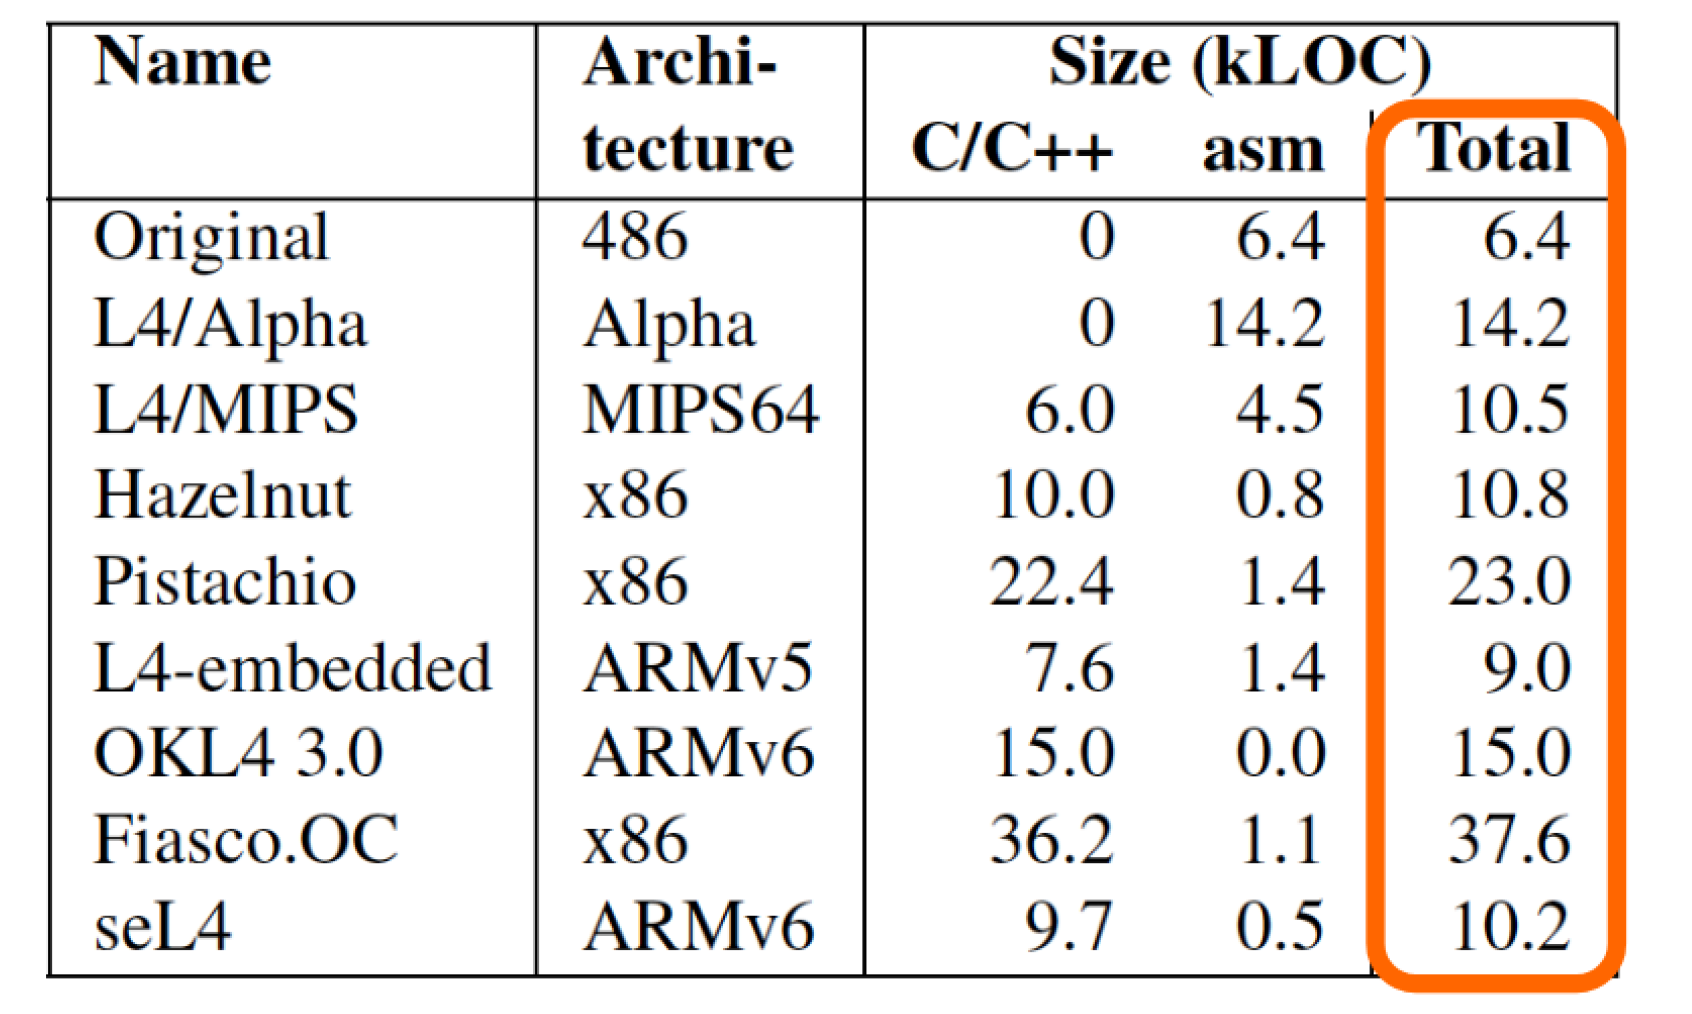 Name Archi- Size (kLOC)
tecture C/C++ asm Total
Original 486 0 6.4 6.4
L4/Alpha Alpha 0 14.2 14.2
L4/MIPS MIPS64 6.0 4.5 10.5
Hazelnut x86 10.0 0.8 10.8
Pistachio x86 22.4 1.4 23.0
L4-embedded ARMv5 7.6 1.4 9.0
OKL4 3.0 ARMv6 15.0 0.0 15.0
Fiasco.OC x86 36.2 1.1 37.6
seL4 ARMv6 9.7 0.5 10.2